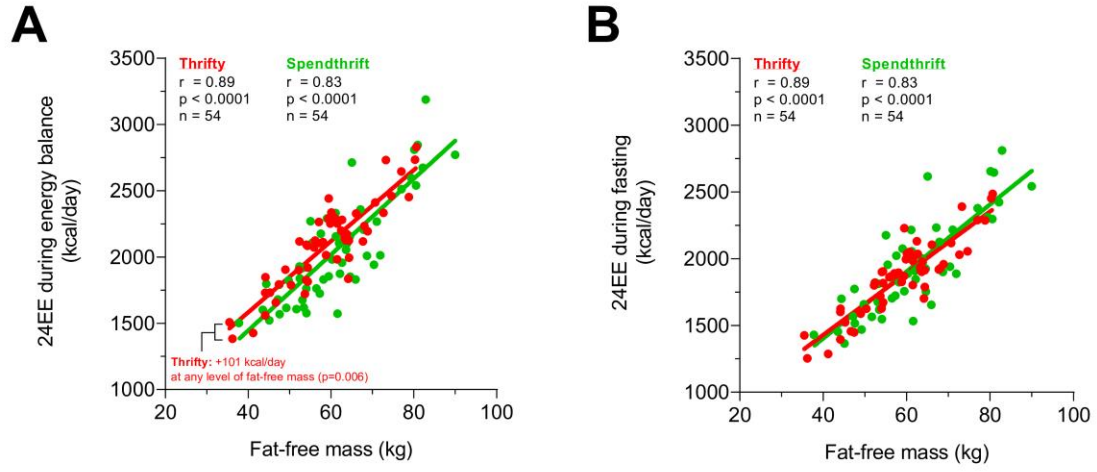 A
3500
3000
2500
2000
1500
1000
24EE during energy balance
(kcal/day)
Thrifty
r = 0.89
p < 0.0001
n = 54
Spendthrift
r = 0.83
p < 0.0001
n = 54
Thrifty: +101 kcal/day
at any level of fat-free mass (p=0.006)
20 40 60 80 100
Fat-free mass (kg)
B
3500
3000
2500
2000
1500
1000
24EE during fasting
(kcal/day)
Thrifty
r = 0.89
p < 0.0001
n = 54
Spendthrift
r = 0.83
p < 0.0001
n = 54
20 40 60 80 100
Fat-free mass (kg)